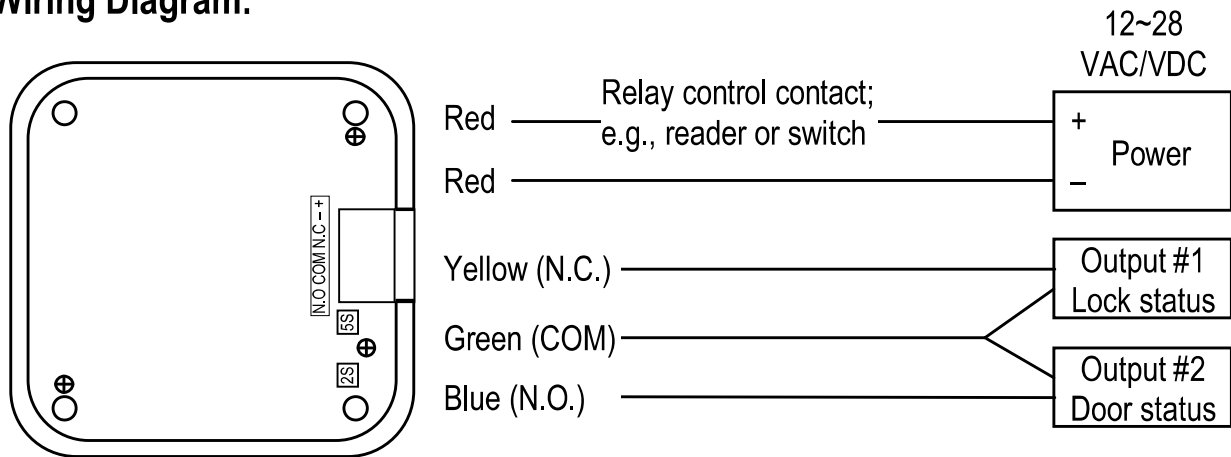 Wiring Diagram:
12~28
VAC/VDC
Red
Relay control contact;
e.g., reader or switch
+
Power
Red
–
N.O COM N.C – +
Yellow (N.C.)
Output #1
Lock status
5S
Green (COM)
2S
Blue (N.O.)
Output #2
Door status